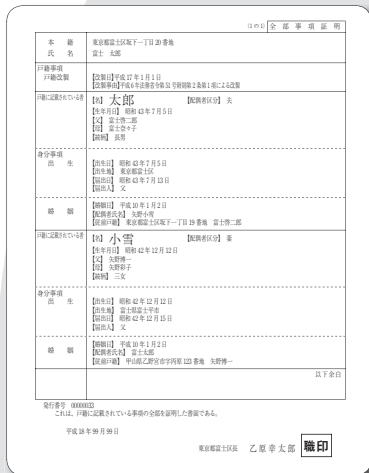 (1の1) 全部事項証明
本籍 東京都富士区坂下一丁目20番地
氏名 富士 太郎
戸籍事項
戸籍改製 【改製日】平成17年1月1日
【改製事由】平成6年法務省令第51号附則第2条第1項による改製
戸籍に記載されている者 【名】 太郎 【配偶者区分】 夫
【生年月日】 昭和43年7月5日
【父】 富士啓二郎
【母】 富士奈々子
【続柄】 長男
身分事項
出生 【出生日】 昭和43年7月5日
【出生地】 東京都富士区
【届出日】 昭和43年7月13日
【届出人】 父
婚姻 【婚姻日】 平成10年1月2日
【配偶者氏名】 矢野小雪
【従前戸籍】 東京都富士区坂下一丁目19番地 富士啓二郎
戸籍に記載されている者 【名】 小雪 【配偶者区分】 妻
【生年月日】 昭和42年12月12日
【父】 矢野博一
【母】 矢野彩子
【続柄】 三女
身分事項
出生 【出生日】 昭和42年12月12日
【出生地】 富士県富士平市
【届出日】 昭和42年12月15日
【届出人】 父
婚姻 【婚姻日】 平成10年1月2日
【配偶者氏名】 富士太郎
【従前戸籍】 甲山県乙野宮市字丙原123番地 矢野博一
以下余白
発行番号 00000033
これは、戸籍に記載されている事項の全部を証明した書面である。
平成18年99月99日
東京都富士区長 乙原幸太郎 職印